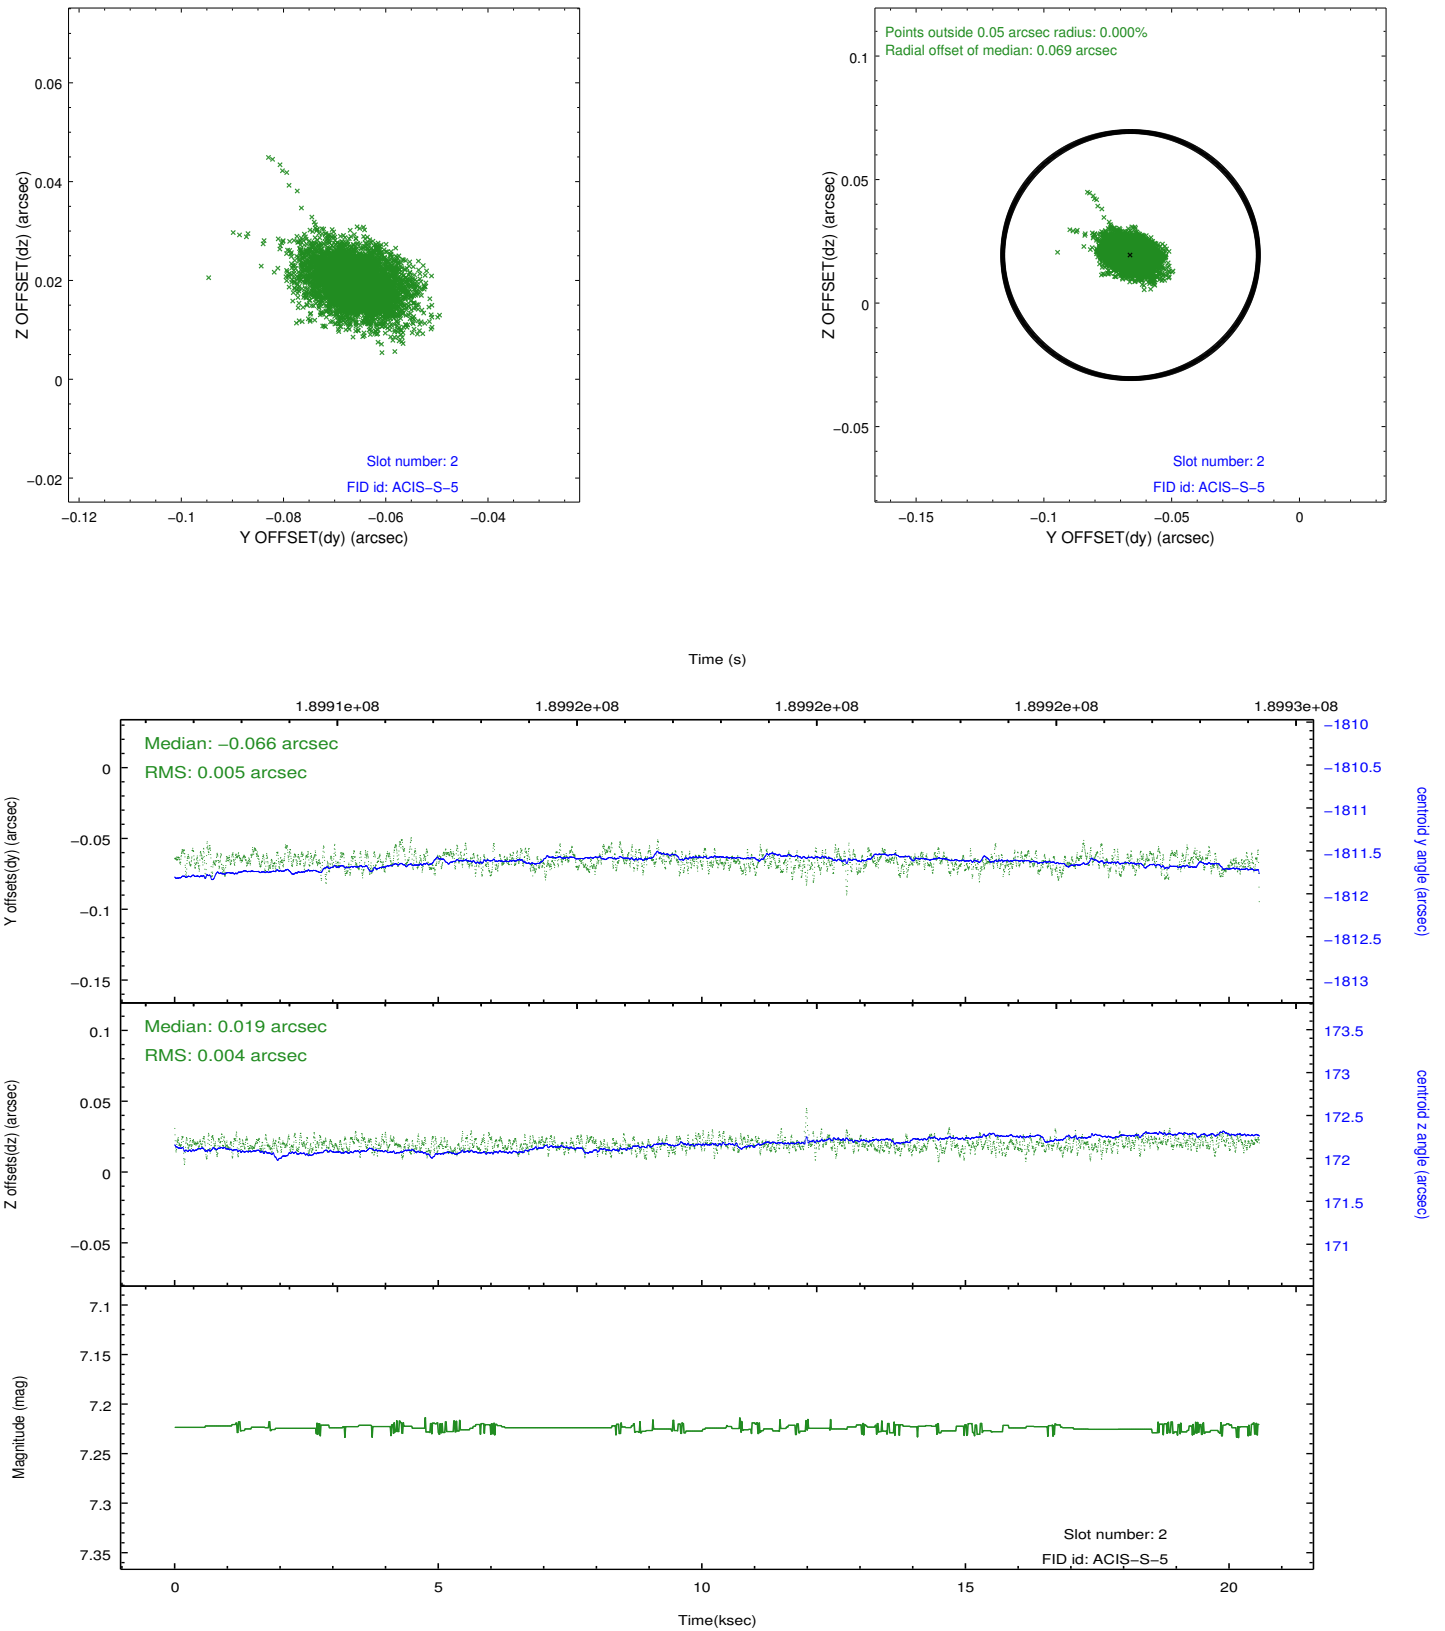 0.06
0.04
0.02
0
−0.02
Z OFFSET(dz) (arcsec)
Slot number: 2
FID id: ACIS−S−5
−0.12
−0.1
−0.08
−0.06
−0.04
Y OFFSET(dy) (arcsec)
Points outside 0.05 arcsec radius: 0.000%
Radial offset of median: 0.069 arcsec
0.1
0.05
0
−0.05
Z OFFSET(dz) (arcsec)
Slot number: 2
FID id: ACIS−S−5
−0.15
−0.1
−0.05
0
Y OFFSET(dy) (arcsec)
Time (s)
1.8991e+08
1.8992e+08
1.8992e+08
1.8992e+08
1.8993e+08
Median: −0.066 arcsec
RMS: 0.005 arcsec
0
−0.05
−0.1
−0.15
Y offsets(dy) (arcsec)
−1810
−1810.5
−1811
−1811.5
−1812
−1812.5
−1813
centroid y angle (arcsec)
Median: 0.019 arcsec
RMS: 0.004 arcsec
0.1
0.05
0
−0.05
Z offsets(dz) (arcsec)
173.5
173
172.5
172
171.5
171
centroid z angle (arcsec)
7.1
7.15
7.2
7.25
7.3
7.35
Magnitude (mag)
Slot number: 2
FID id: ACIS−S−5
0
5
10
15
20
Time(ksec)